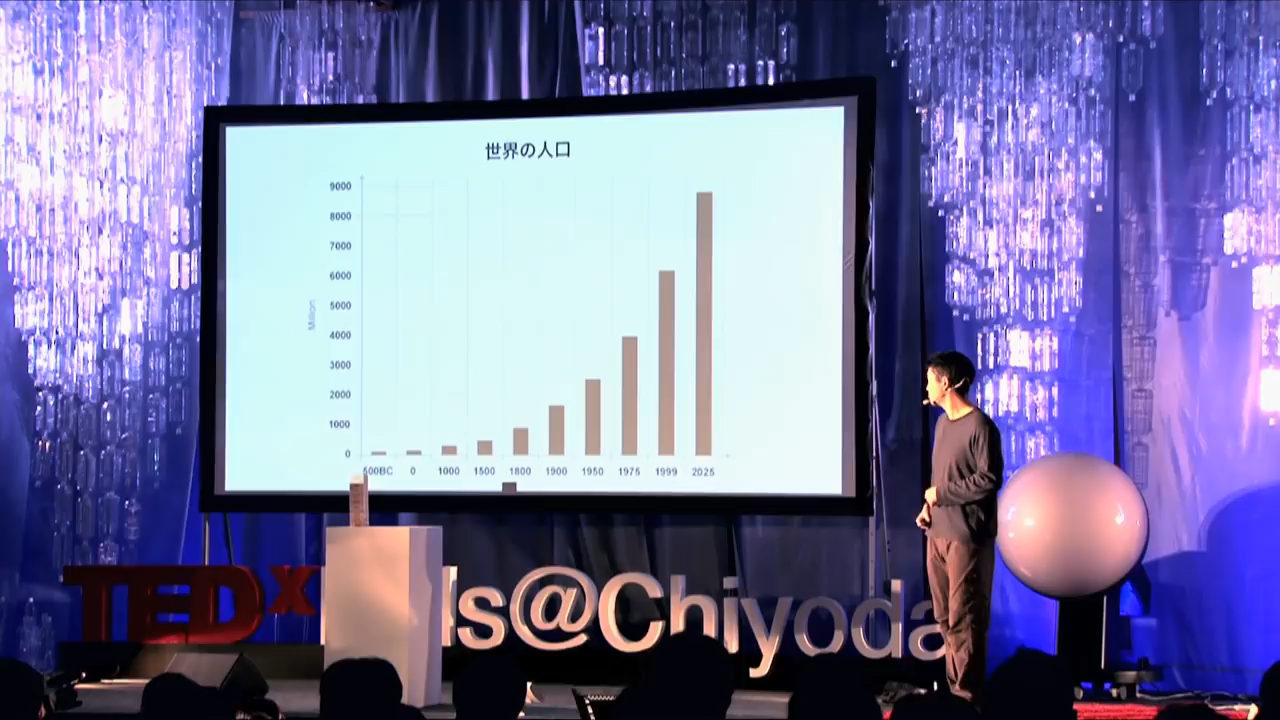 世界の人口
9000
8000
7000
6000
5000
4000
3000
2000
1000
0
Million
500BC 0 1000 1500 1800 1900 1950 1975 1999 2025
TEDx ds@Chiyoda